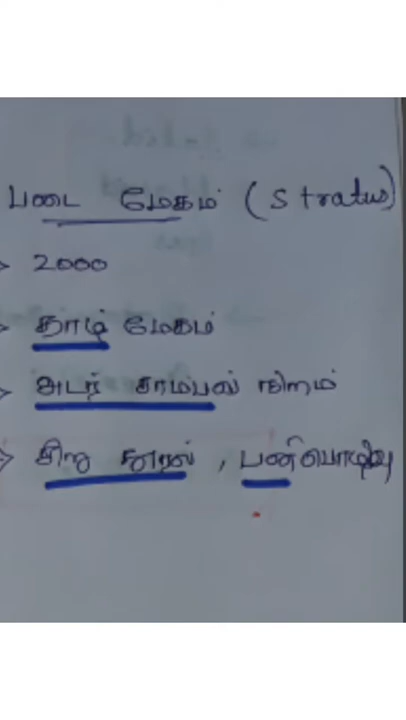 படை மேகம் (Stratus)
> 2000
> தாழ் மேகம்
> அடர் சாம்பல் நிறம்
> சிறு தூறல் , பனிபொழிவு